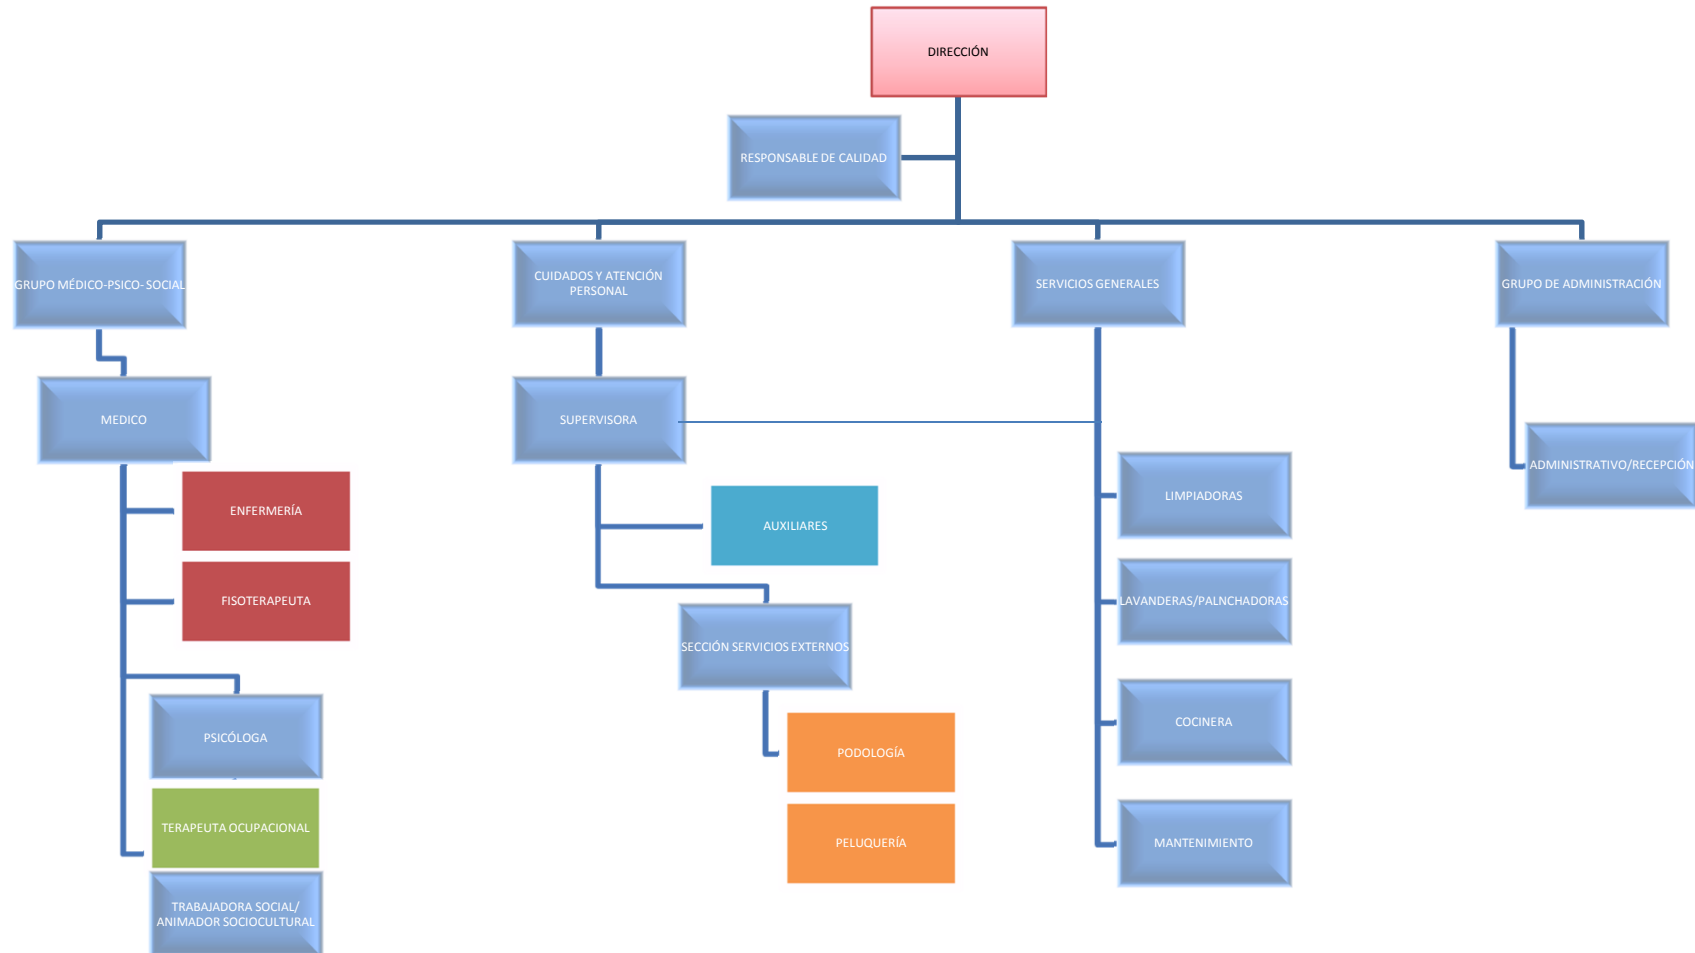 DIRECCIÓN
RESPONSABLE DE CALIDAD
GRUPO MÉDICO-PSICO- SOCIAL
CUIDADOS Y ATENCIÓN
PERSONAL
SERVICIOS GENERALES
GRUPO DE ADMINISTRACIÓN
MEDICO
SUPERVISORA
ADMINISTRATIVO/RECEPCIÓN
ENFERMERÍA
AUXILIARES
LIMPIADORAS
FISOTERAPEUTA
LAVANDERAS/PALNCHADORAS
SECCIÓN SERVICIOS EXTERNOS
PSICÓLOGA
PODOLOGÍA
COCINERA
TERAPEUTA OCUPACIONAL
PELUQUERÍA
MANTENIMIENTO
TRABAJADORA SOCIAL/
ANIMADOR SOCIOCULTURAL